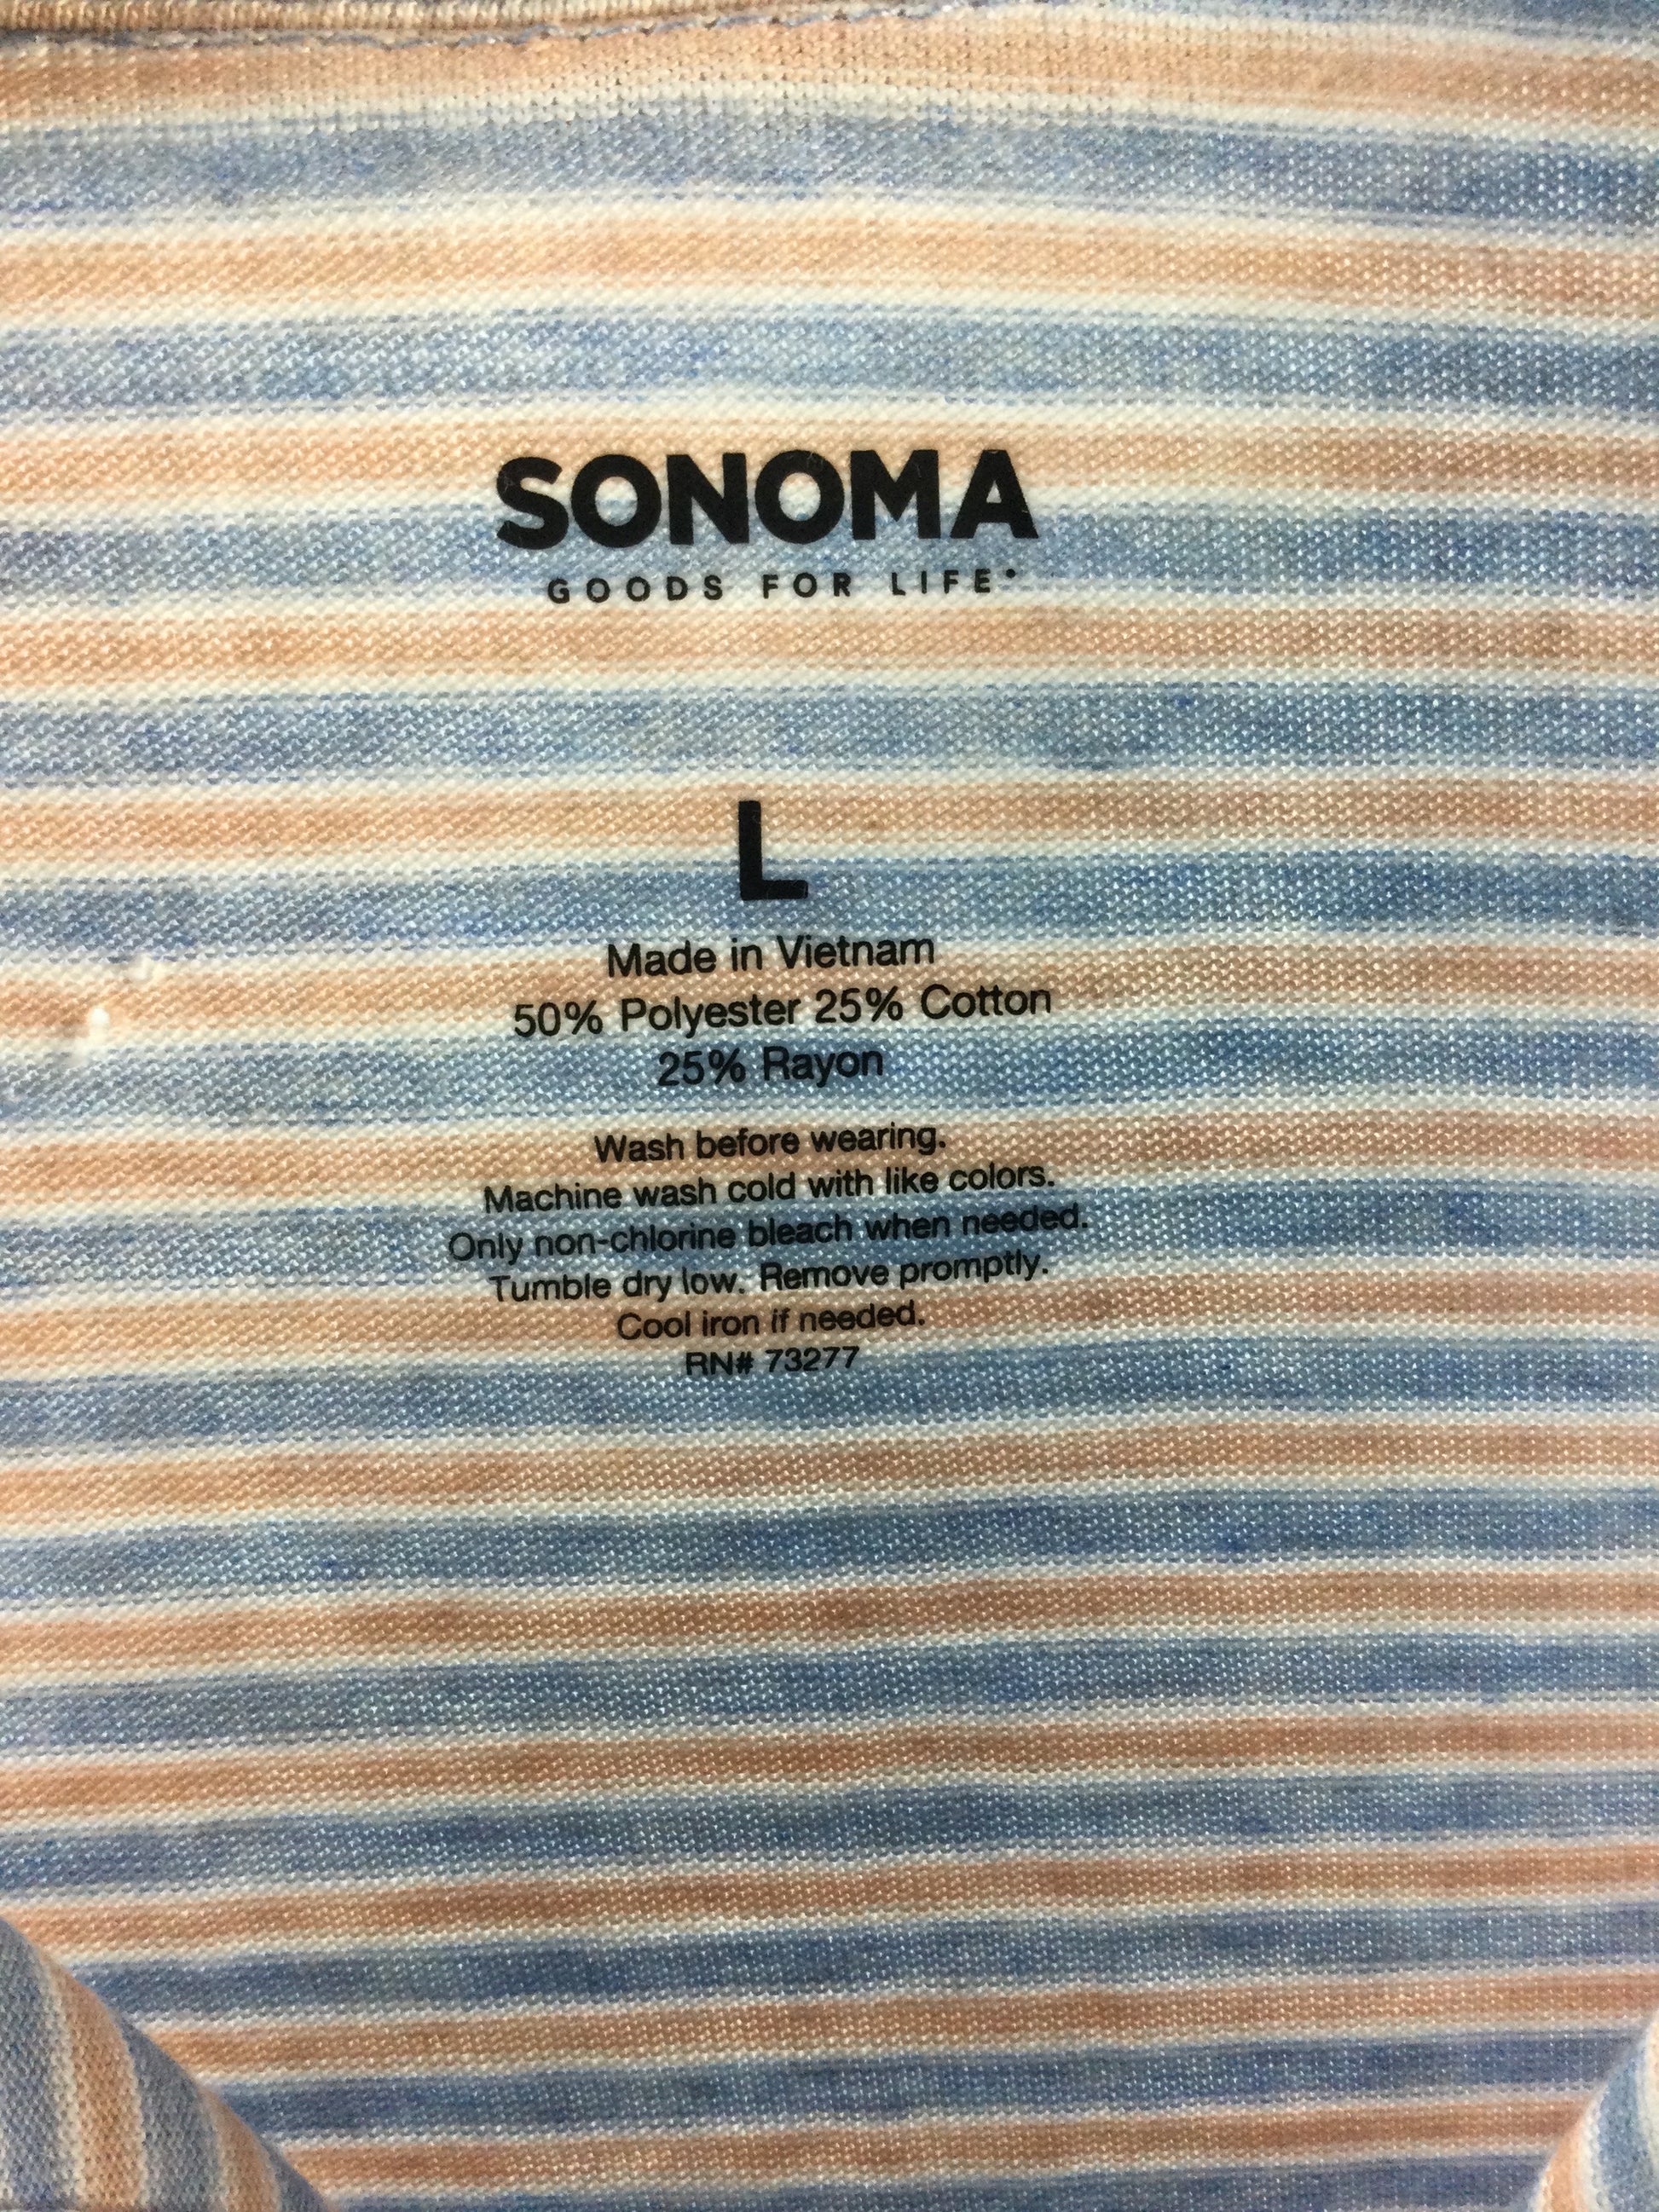 SONOMA
GOODS FOR LIFE
L
Made in Vietnam
50% Polyester 25% Cotton
25% Rayon
Wash before wearing.
Machine wash cold with like colors.
Only non-chlorine bleach when needed.
Tumble dry low. Remove promptly.
Cool iron if needed.
RN# 73277